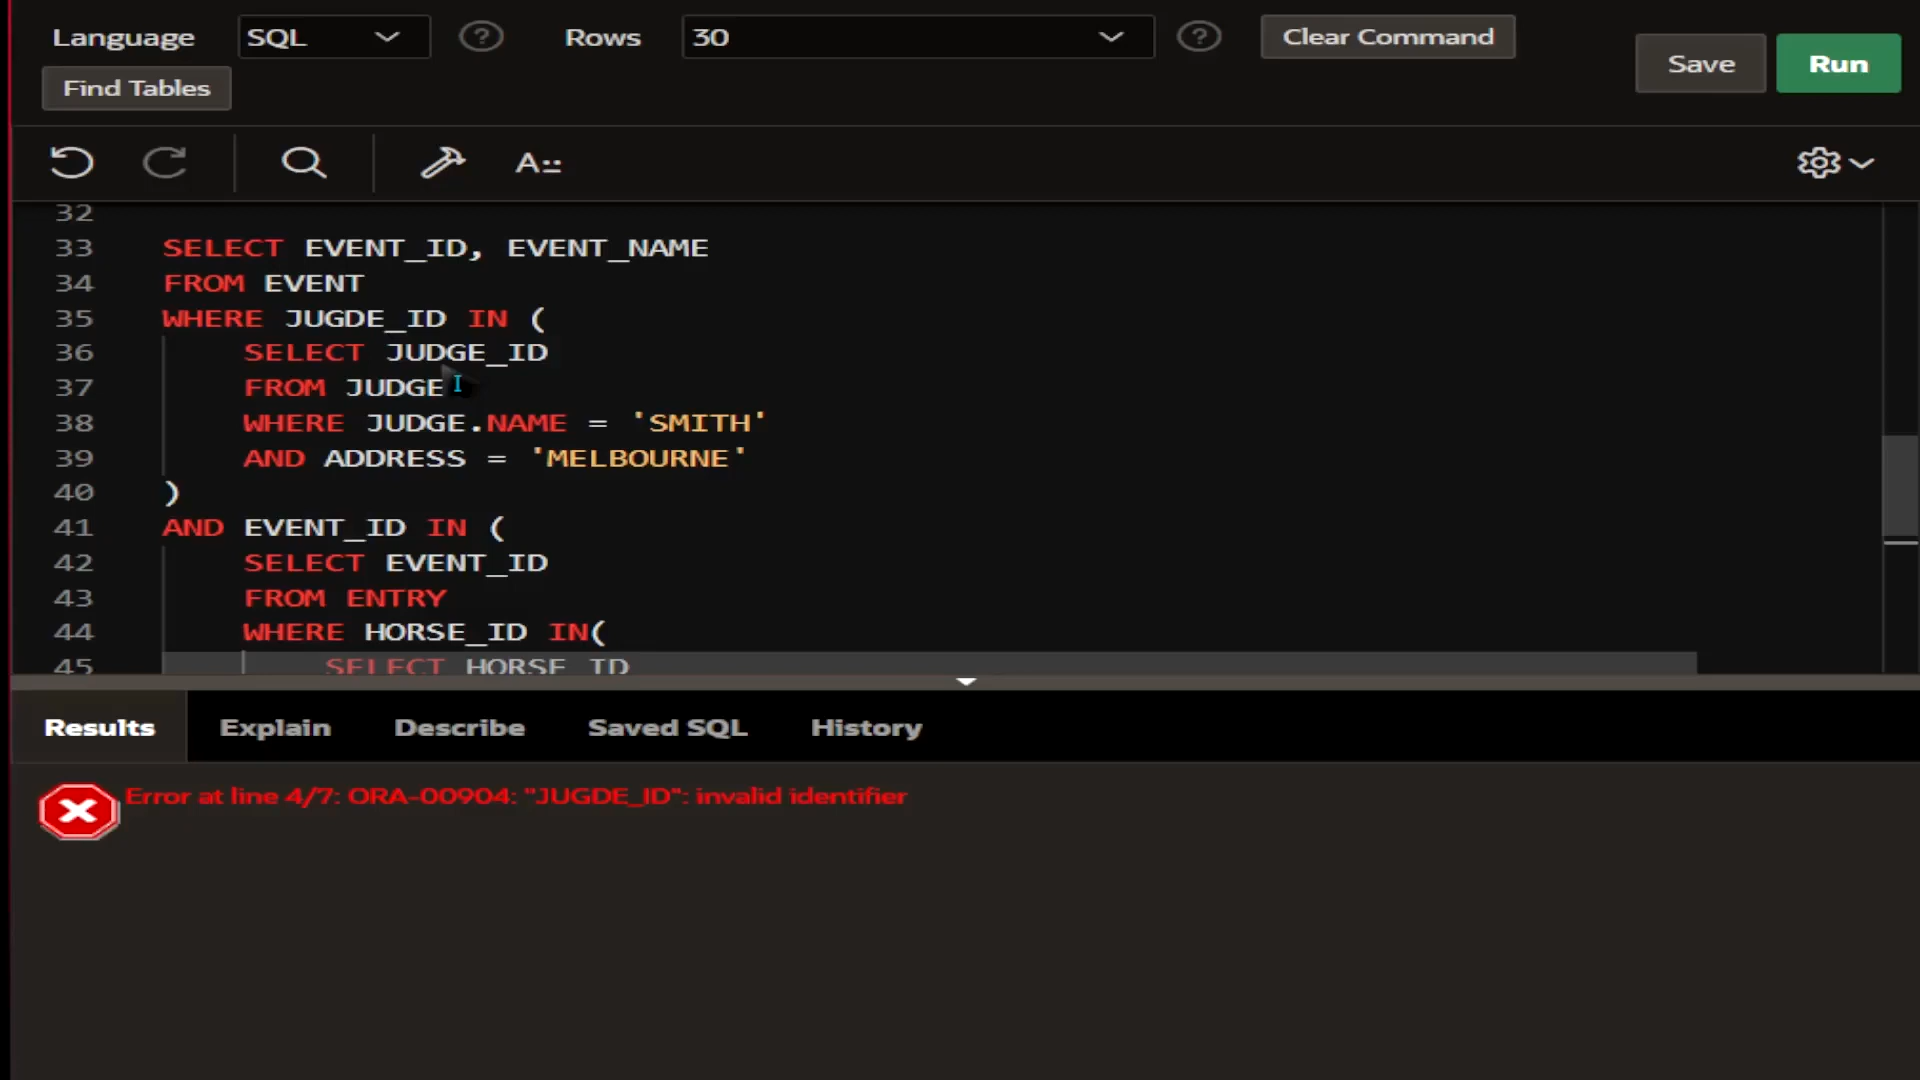 Language SQL Rows 30 Clear Command
Save Run
Find Tables
A
32
33 SELECT EVENT_ID, EVENT_NAME
34 FROM EVENT
35 WHERE JUGDE_ID IN (
36 SELECT JUDGE_ID
37 FROM JUDGE
38 WHERE JUDGE.NAME = 'SMITH'
39 AND ADDRESS = 'MELBOURNE'
40 )
41 AND EVENT_ID IN (
42 SELECT EVENT_ID
43 FROM ENTRY
44 WHERE HORSE_ID IN(
45 SELECT HORSE_ID
Results Explain Describe Saved SQL History
Error at line 4/7: ORA-00904: "JUGDE_ID": invalid identifier